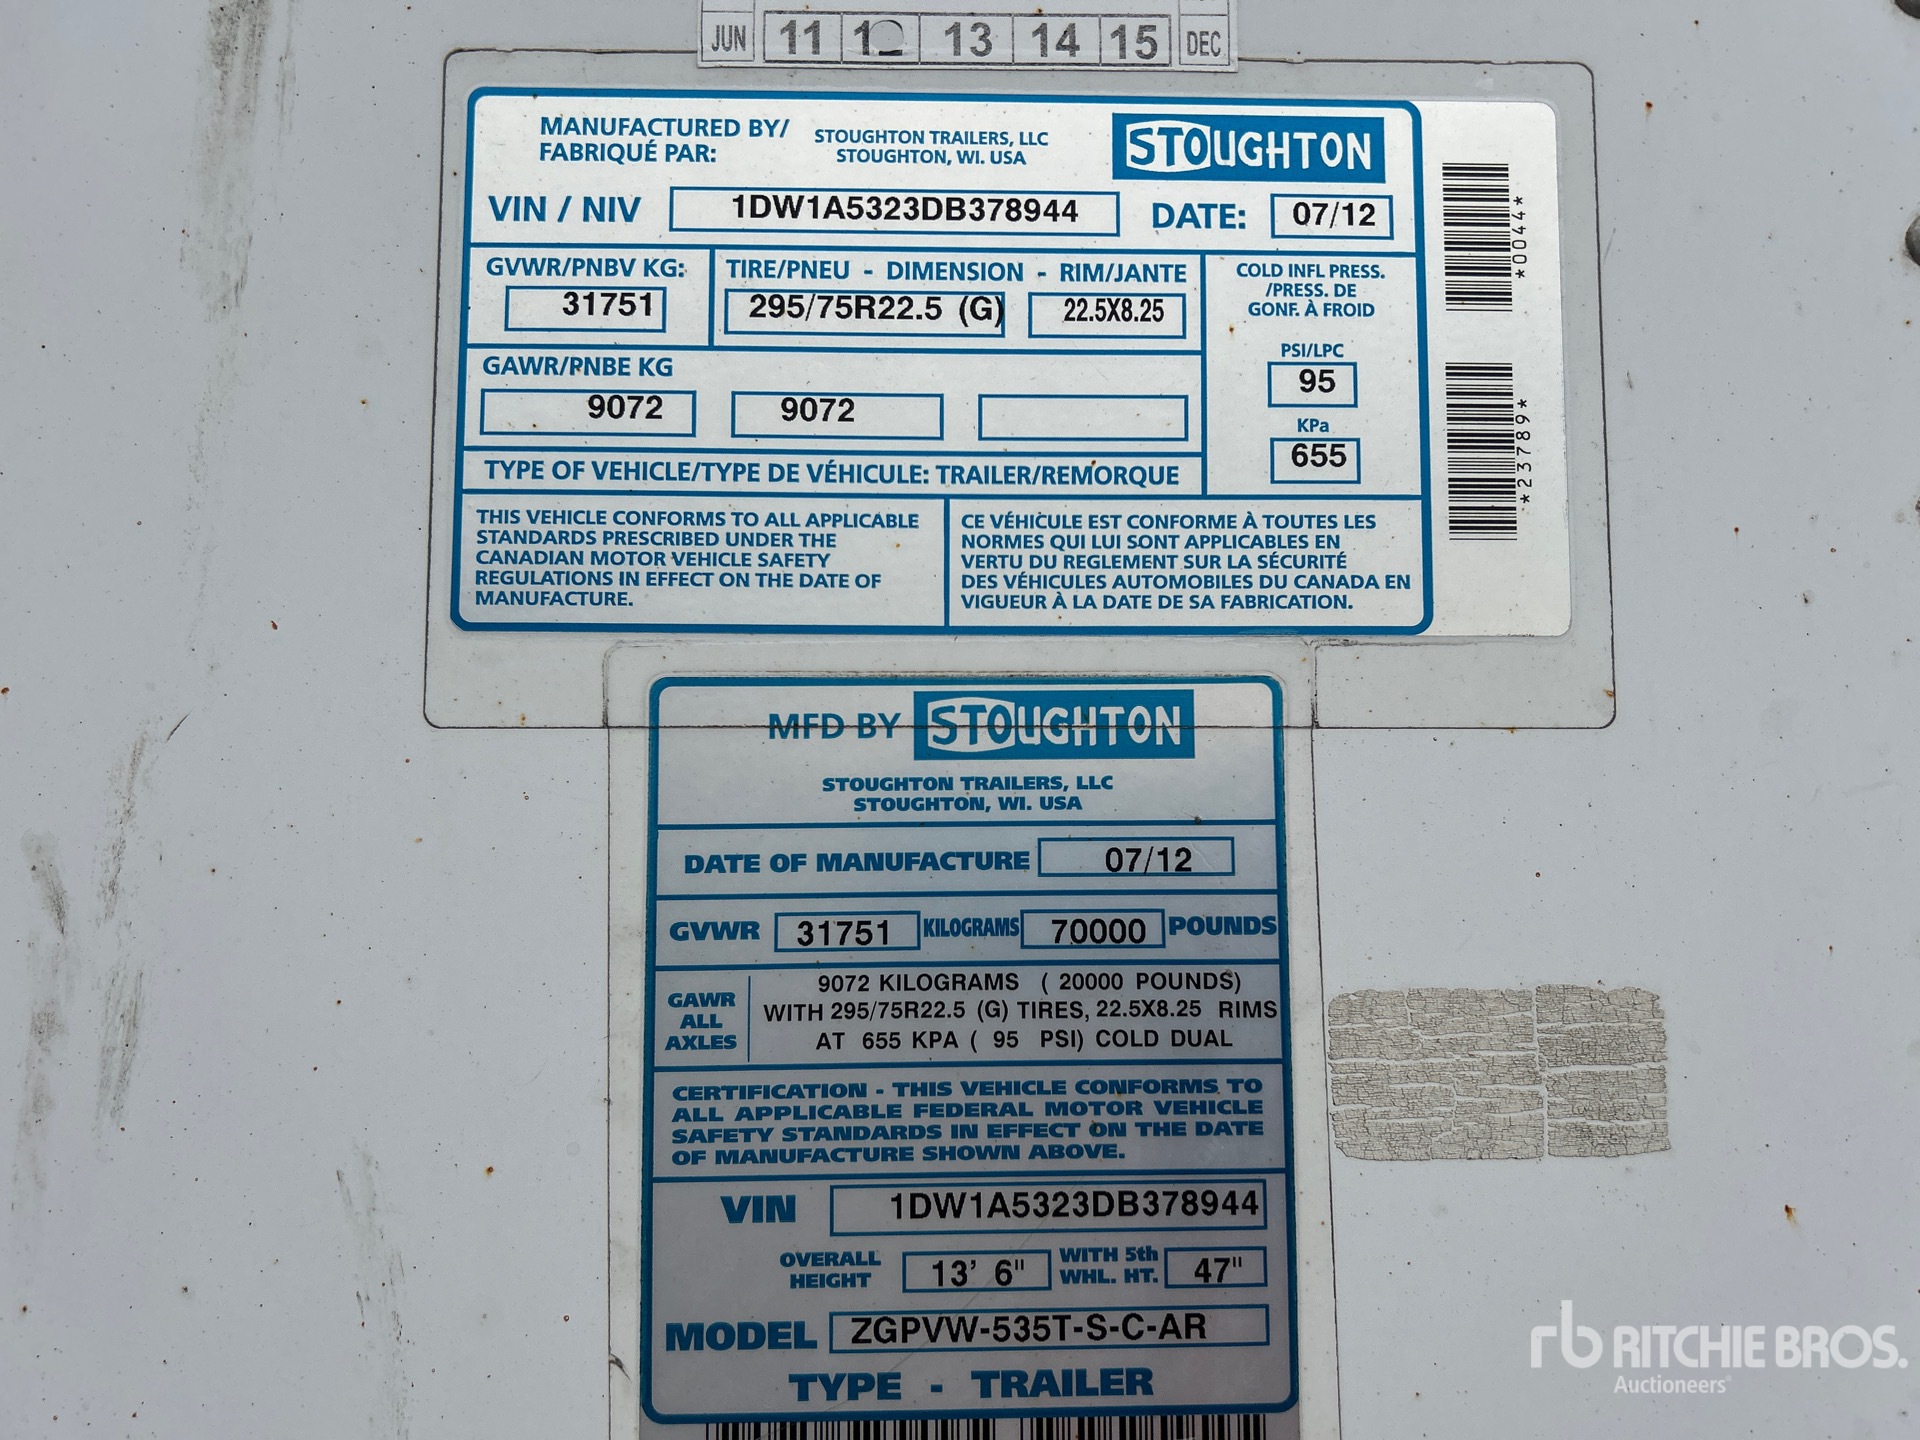 JUN 11 1 13 14 15 DEC
MANUFACTURED BY/
FABRIQUÉ PAR:
STOUGHTON TRAILERS, LLC
STOUGHTON, WI. USA
STOUGHTON
VIN / NIV 1DW1A5323DB378944 DATE: 07/12
GVWR/PNBV KG:
31751
TIRE/PNEU - DIMENSION - RIM/JANTE
295/75R22.5 (G) 22.5X8.25
COLD INFL PRESS.
/PRESS. DE
GONF. À FROID
PSI/LPC
95
KPa
655
GAWR/PNBE KG
9072 9072
TYPE OF VEHICLE/TYPE DE VÉHICULE: TRAILER/REMORQUE
THIS VEHICLE CONFORMS TO ALL APPLICABLE
STANDARDS PRESCRIBED UNDER THE
CANADIAN MOTOR VEHICLE SAFETY
REGULATIONS IN EFFECT ON THE DATE OF
MANUFACTURE.
CE VÉHICULE EST CONFORME À TOUTES LES
NORMES QUI LUI SONT APPLICABLES EN
VERTU DU REGLEMENT SUR LA SÉCURITÉ
DES VÉHICULES AUTOMOBILES DU CANADA EN
VIGUEUR À LA DATE DE SA FABRICATION.
*0044*
*23789*
MFD BY STOUGHTON
STOUGHTON TRAILERS, LLC
STOUGHTON, WI. USA
DATE OF MANUFACTURE 07/12
GVWR 31751 KILOGRAMS 70000 POUNDS
GAWR
ALL
AXLES
9072 KILOGRAMS ( 20000 POUNDS)
WITH 295/75R22.5 (G) TIRES, 22.5X8.25 RIMS
AT 655 KPA ( 95 PSI) COLD DUAL
CERTIFICATION - THIS VEHICLE CONFORMS TO
ALL APPLICABLE FEDERAL MOTOR VEHICLE
SAFETY STANDARDS IN EFFECT ON THE DATE
OF MANUFACTURE SHOWN ABOVE.
VIN 1DW1A5323DB378944
OVERALL
HEIGHT
13' 6"
WITH 5th
WHL. HT.
47"
MODEL ZGPVW-535T-S-C-AR
TYPE - TRAILER
rb RITCHIE BROS.
Auctioneers